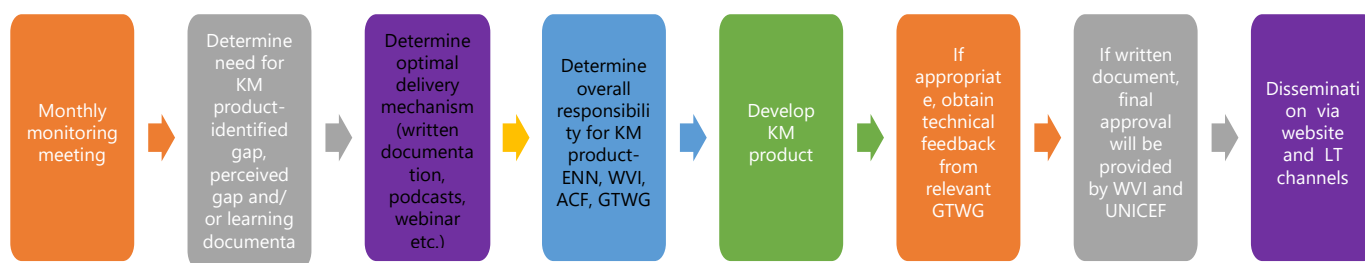 Monthly
monitoring
meeting
Determine
need for
KM
product-
identified
gap,
perceived
gap and/
or learning
documenta
Determine
optimal
delivery
mechanism
(written
documenta
tion,
podcasts,
webinar
etc.)
Determine
overall
responsibili
ty for KM
product-
ENN, WVI,
ACF, GTWG
Develop
KM
product
If
appropriat
e, obtain
technical
feedback
from
relevant
GTWG
If written
document,
final
approval
will be
provided
by WVI and
UNICEF
Disseminati
on via
website
and LT
channels